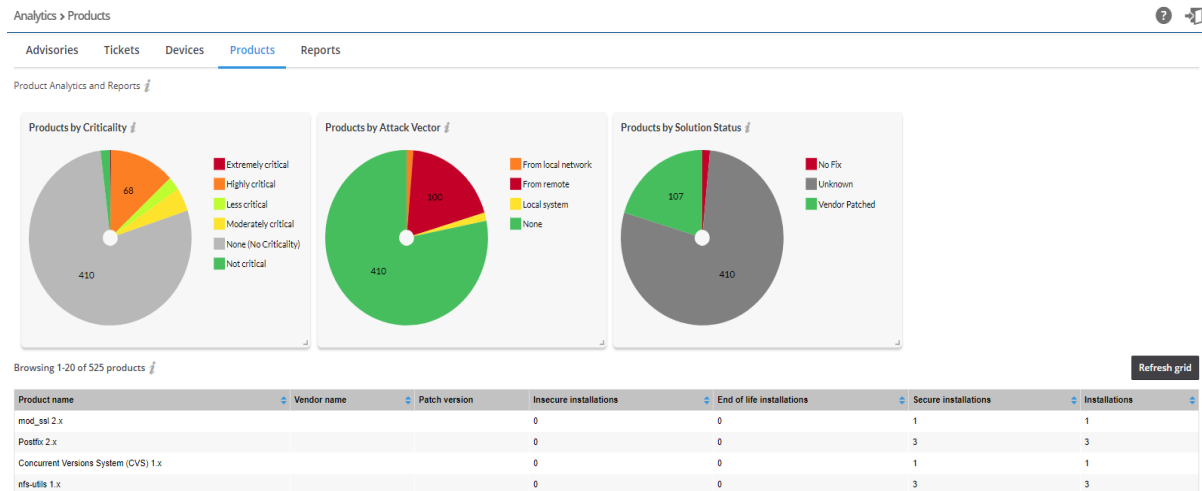 Analytics > Products
?
Advisories Tickets Devices Products Reports
Product Analytics and Reports i
Products by Criticality i
68
410
Extremely critical
Highly critical
Less critical
Moderately critical
None (No Criticality)
Not critical
Products by Attack Vector i
100
410
From local network
From remote
Local system
None
Products by Solution Status i
107
410
No Fix
Unknown
Vendor Patched
Browsing 1-20 of 525 products i
Refresh grid
Product name Vendor name Patch version Insecure installations End of life installations Secure installations Installations
mod_ssl 2.x 0 0 1 1
Postfix 2.x 0 0 3 3
Concurrent Versions System (CVS) 1.x 0 0 1 1
nfs-utils 1.x 0 0 3 3